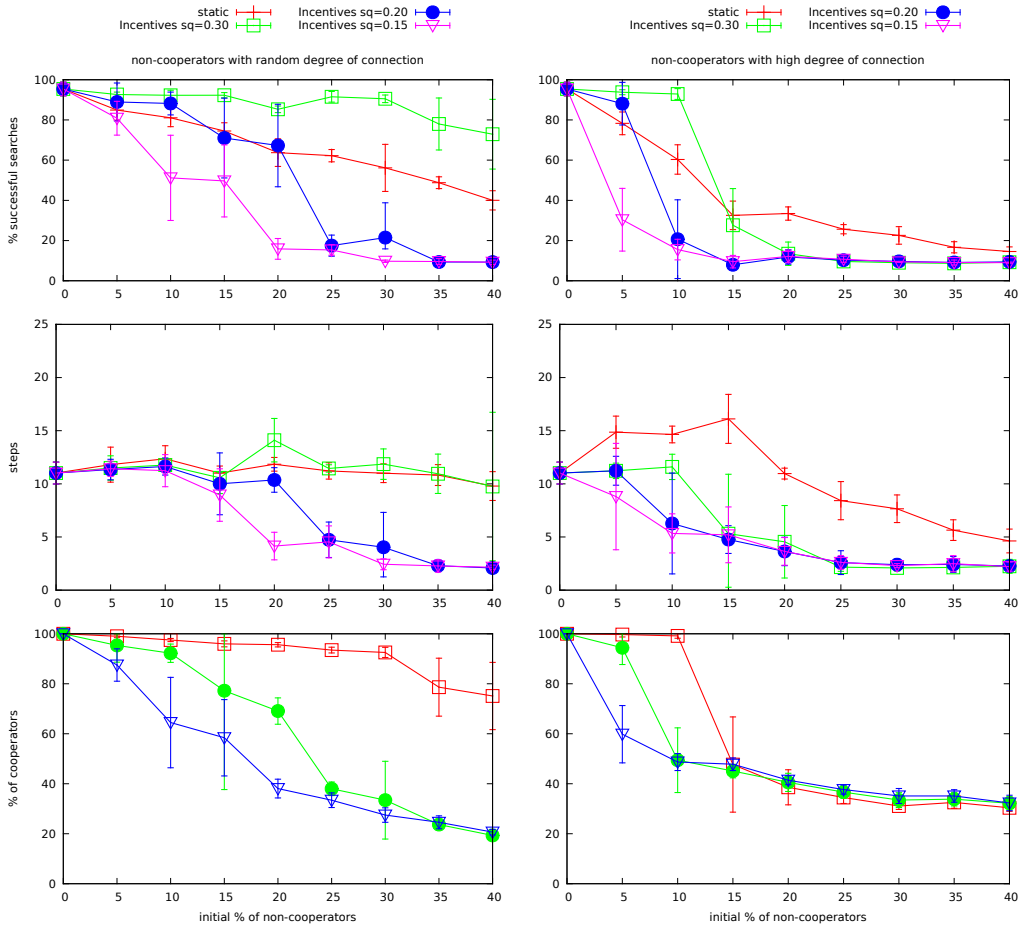 static
Incentives sq=0.20
Incentives sq=0.30
Incentives sq=0.15
static
Incentives sq=0.20
Incentives sq=0.30
Incentives sq=0.15
non-cooperators with random degree of connection
non-cooperators with high degree of connection
% successful searches
100
80
60
40
20
0
0 5 10 15 20 25 30 35 40
100
80
60
40
20
0
0 5 10 15 20 25 30 35 40
steps
25
20
15
10
5
0
0 5 10 15 20 25 30 35 40
25
20
15
10
5
0
0 5 10 15 20 25 30 35 40
% of cooperators
100
80
60
40
20
0
0 5 10 15 20 25 30 35 40
initial % of non-cooperators
100
80
60
40
20
0
0 5 10 15 20 25 30 35 40
initial % of non-cooperators